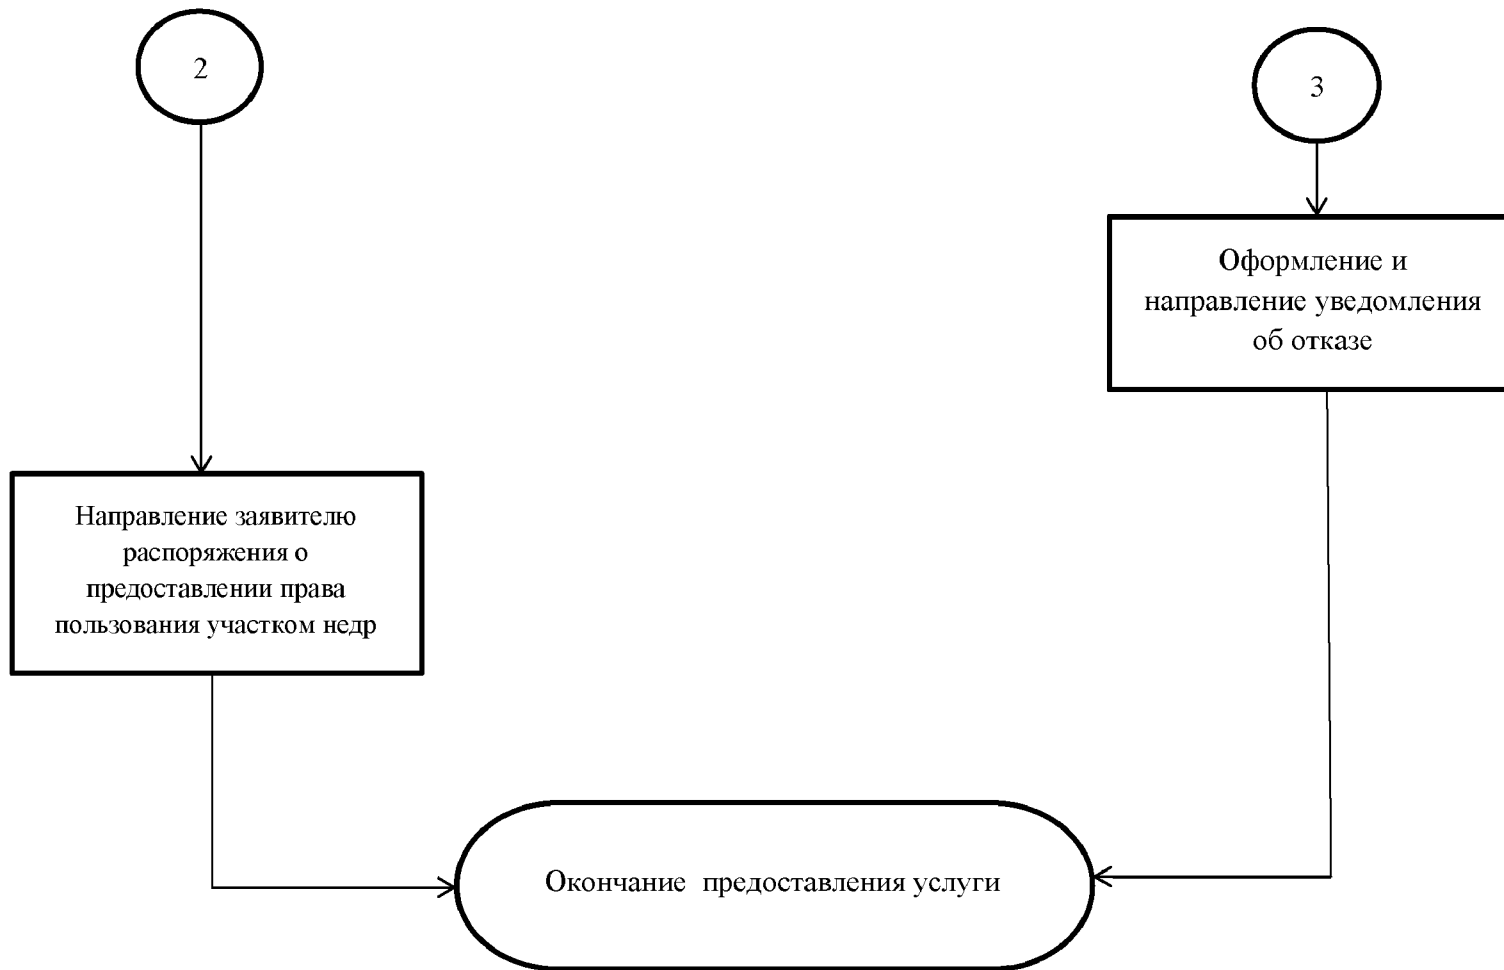 2
3
Оформление и
направление уведомления
об отказе
Направление заявителю
распоряжения о
предоставлении права
пользования участком недр
Окончание предоставления услуги